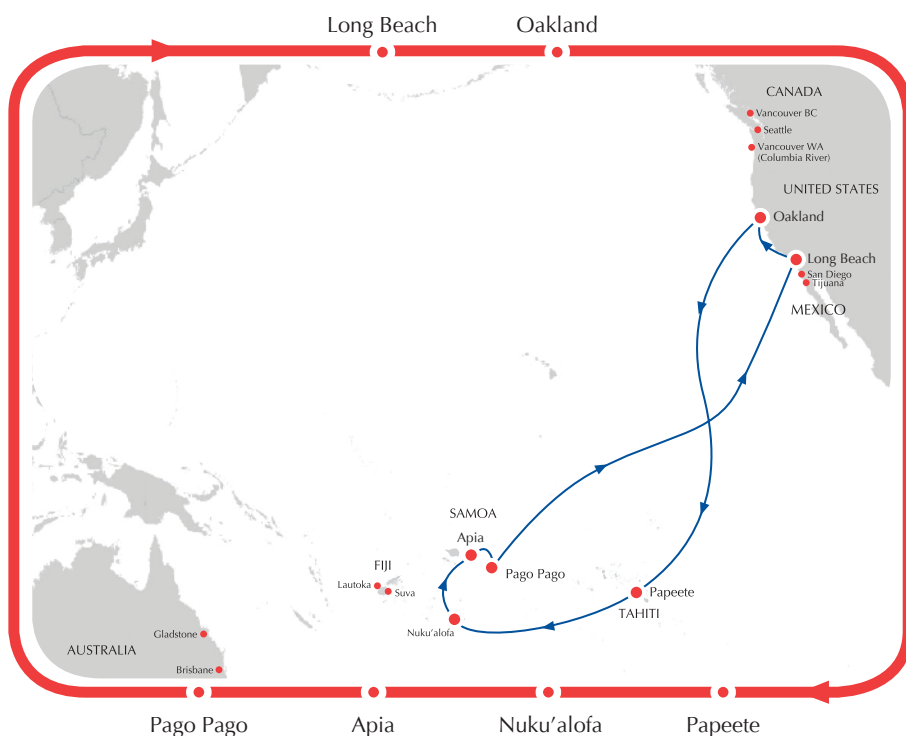 Long Beach
Oakland
CANADA
Vancouver BC
Seattle
Vancouver WA
(Columbia River)
UNITED STATES
Oakland
Long Beach
San Diego
Tijuana
MEXICO
SAMOA
Apia
Pago Pago
FIJI
Lautoka
Suva
Papeete
TAHITI
Nuku’alofa
Gladstone
AUSTRALIA
Brisbane
Pago Pago
Apia
Nuku’alofa
Papeete